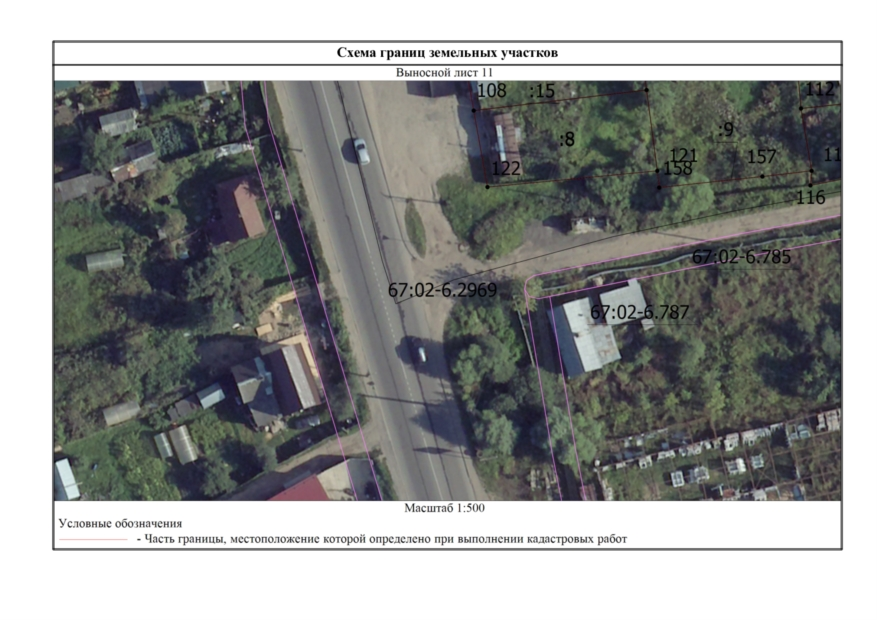 Схема границ земельных участков
Выносной лист 11
108 :15 112
:8 :9
121 157 11
122 158
116
67:02-6.785
67:02-6.2969
67:02-6.787
Масштаб 1:500
Условные обозначения
- Часть границы, местоположение которой определено при выполнении кадастровых работ